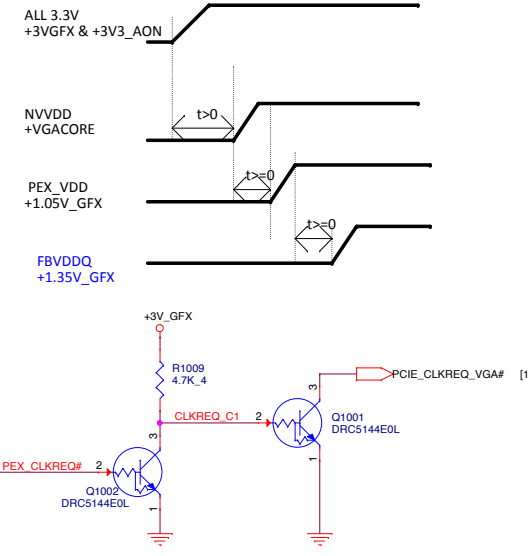 ALL 3.3V
+3VGFX & +3V3_AON
NVVDD
+VGACORE
t>0
PEX_VDD
+1.05V_GFX
t>=0
FBVDDQ
+1.35V_GFX
t>=0
+3V_GFX
R1009
4.7K_4
PCIE_CLKREQ_VGA# [1
3
CLKREQ_C1
2
Q1001
DRC5144E0L
1
3
PEX_CLKREQ#
2
Q1002
DRC5144E0L
1